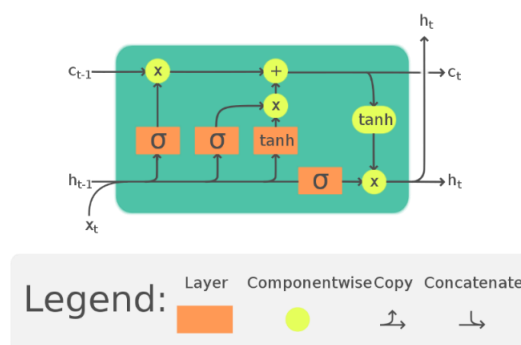 h_t
c_{t-1} x + c_t
x
tanh
σ σ tanh
h_{t-1} σ x h_t
x_t
Layer Componentwise Copy Concatenate
Legend: